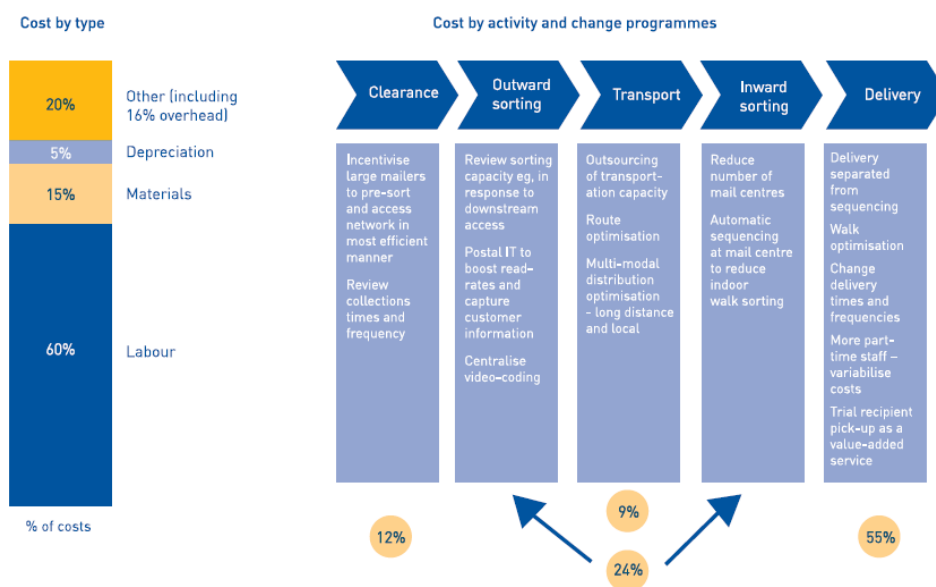 Cost by type
20%
Other (including
16% overhead)
5%
Depreciation
15%
Materials
60%
Labour
% of costs
Cost by activity and change programmes
Clearance
Incentivise
large mailers
to pre-sort
and access
network in
most efficient
manner
Review
collections
times and
frequency
12%
Outward
sorting
Review sorting
capacity eg, in
response to
downstream
access
Postal IT to
boost read-
rates and
capture
customer
information
Centralise
video-coding
Transport
Outsourcing
of transport-
ation capacity
Route
optimisation
Multi-modal
distribution
optimisation
- long distance
and local
9%
24%
Inward
sorting
Reduce
number of
mail centres
Automatic
sequencing
at mail centre
to reduce
indoor
walk sorting
Delivery
Delivery
separated
from
sequencing
Walk
optimisation
Change
delivery
times and
frequencies
More part-
time staff –
variabilise
costs
Trial recipient
pick-up as a
value-added
service
55%